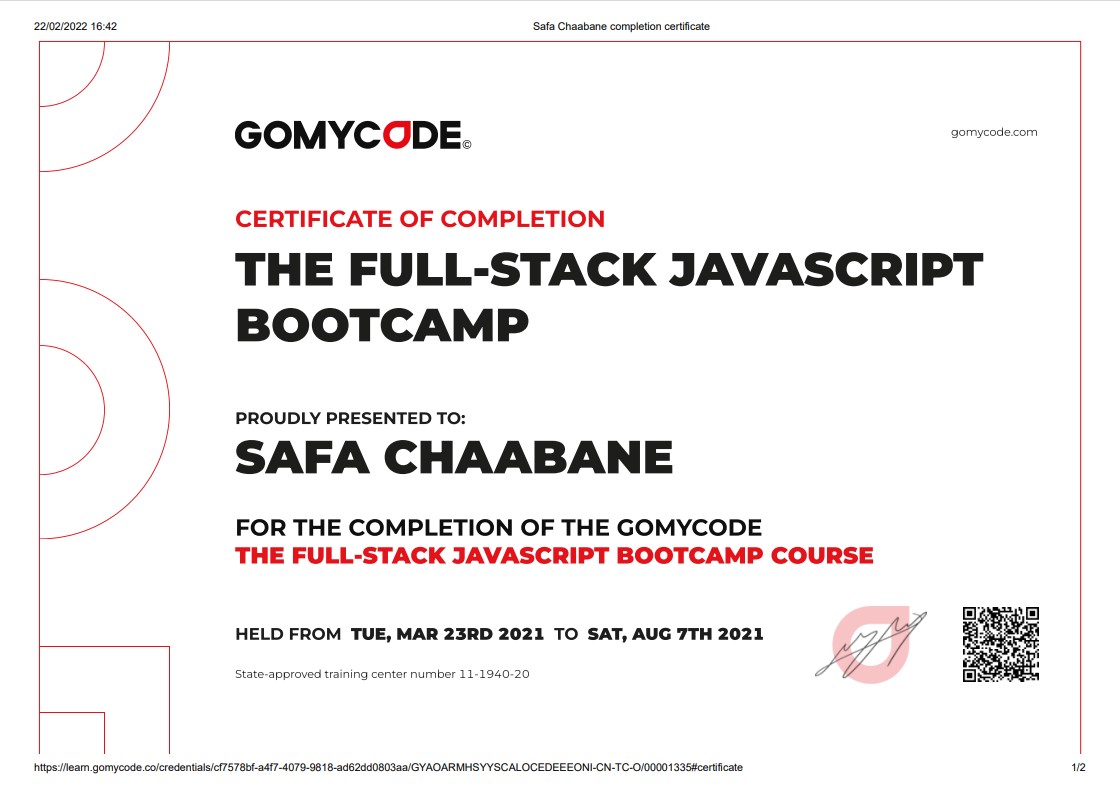 22/02/2022 16:42
Safa Chaabane completion certificate
GOMYCODE©
gomycode.com
CERTIFICATE OF COMPLETION
THE FULL-STACK JAVASCRIPT
BOOTCAMP
PROUDLY PRESENTED TO:
SAFA CHAABANE
FOR THE COMPLETION OF THE GOMYCODE
THE FULL-STACK JAVASCRIPT BOOTCAMP COURSE
HELD FROM TUE, MAR 23RD 2021 TO SAT, AUG 7TH 2021
State-approved training center number 11-1940-20
https://learn.gomycode.co/credentials/cf7578bf-a4f7-4079-9818-ad62dd0803aa/GYAOARMHSYYSCALOCEDEEEONI-CN-TC-O/00001335#certificate
1/2